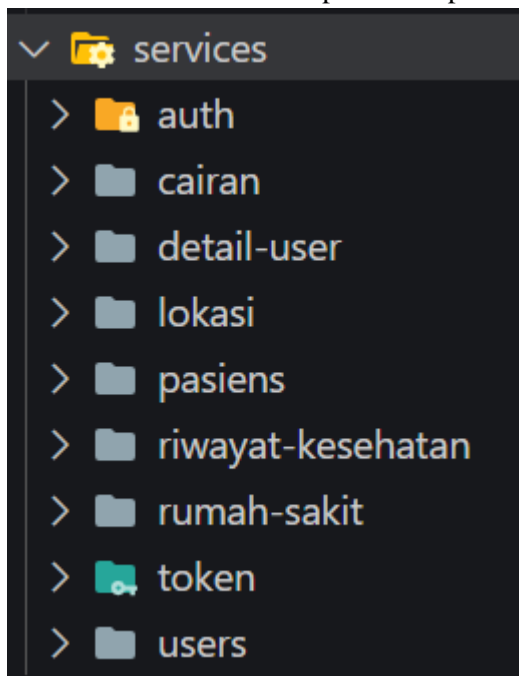 services
auth
cairan
detail-user
lokasi
pasiens
riwayat-kesehatan
rumah-sakit
token
users